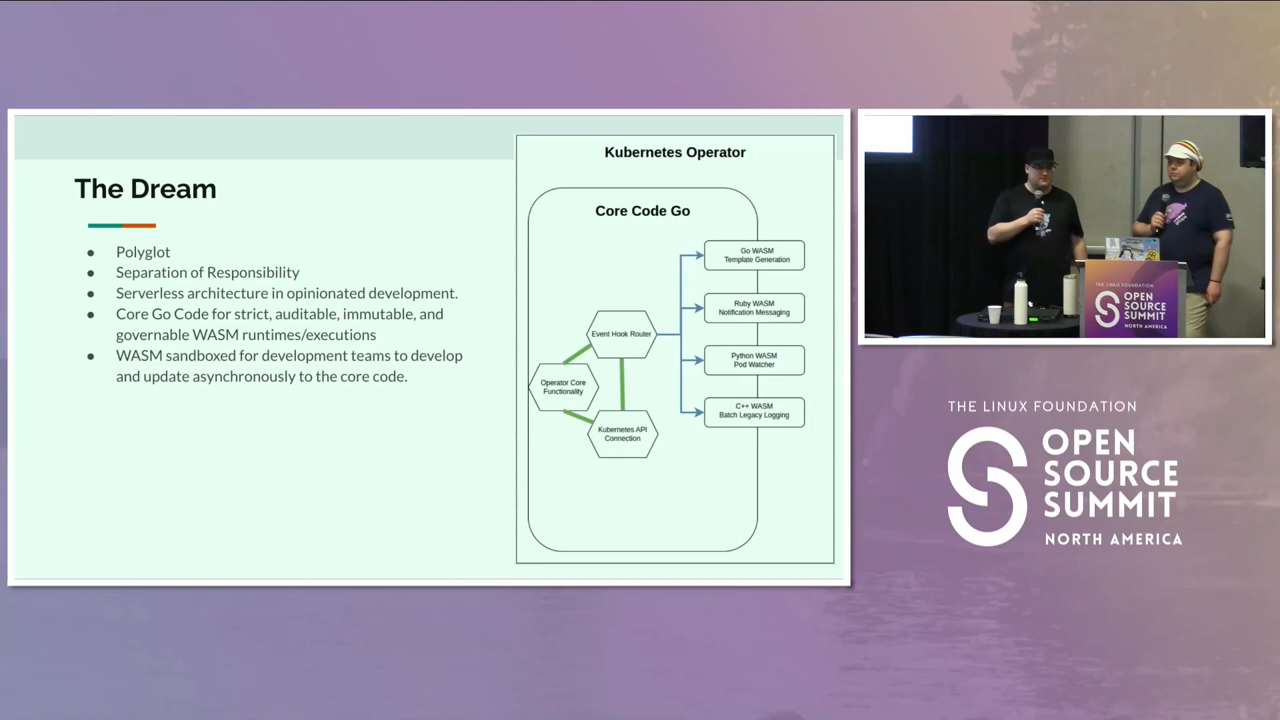 The Dream
● Polyglot
● Separation of Responsibility
● Serverless architecture in opinionated development.
● Core Go Code for strict, auditable, immutable, and
governable WASM runtimes/executions
● WASM sandboxed for development teams to develop
and update asynchronously to the core code.
Kubernetes Operator
Core Code Go
Go WASM
Template Generation
Ruby WASM
Notification Messaging
Event Hook Router
Python WASM
Pod Watcher
Operator Core
Functionality
C++ WASM
Batch Legacy Logging
Kubernetes API
Connection
THE LINUX FOUNDATION
OPEN
SOURCE
SUMMIT
NORTH AMERICA
THE LINUX FOUNDATION
OPEN
SOURCE
SUMMIT
NORTH AMERICA